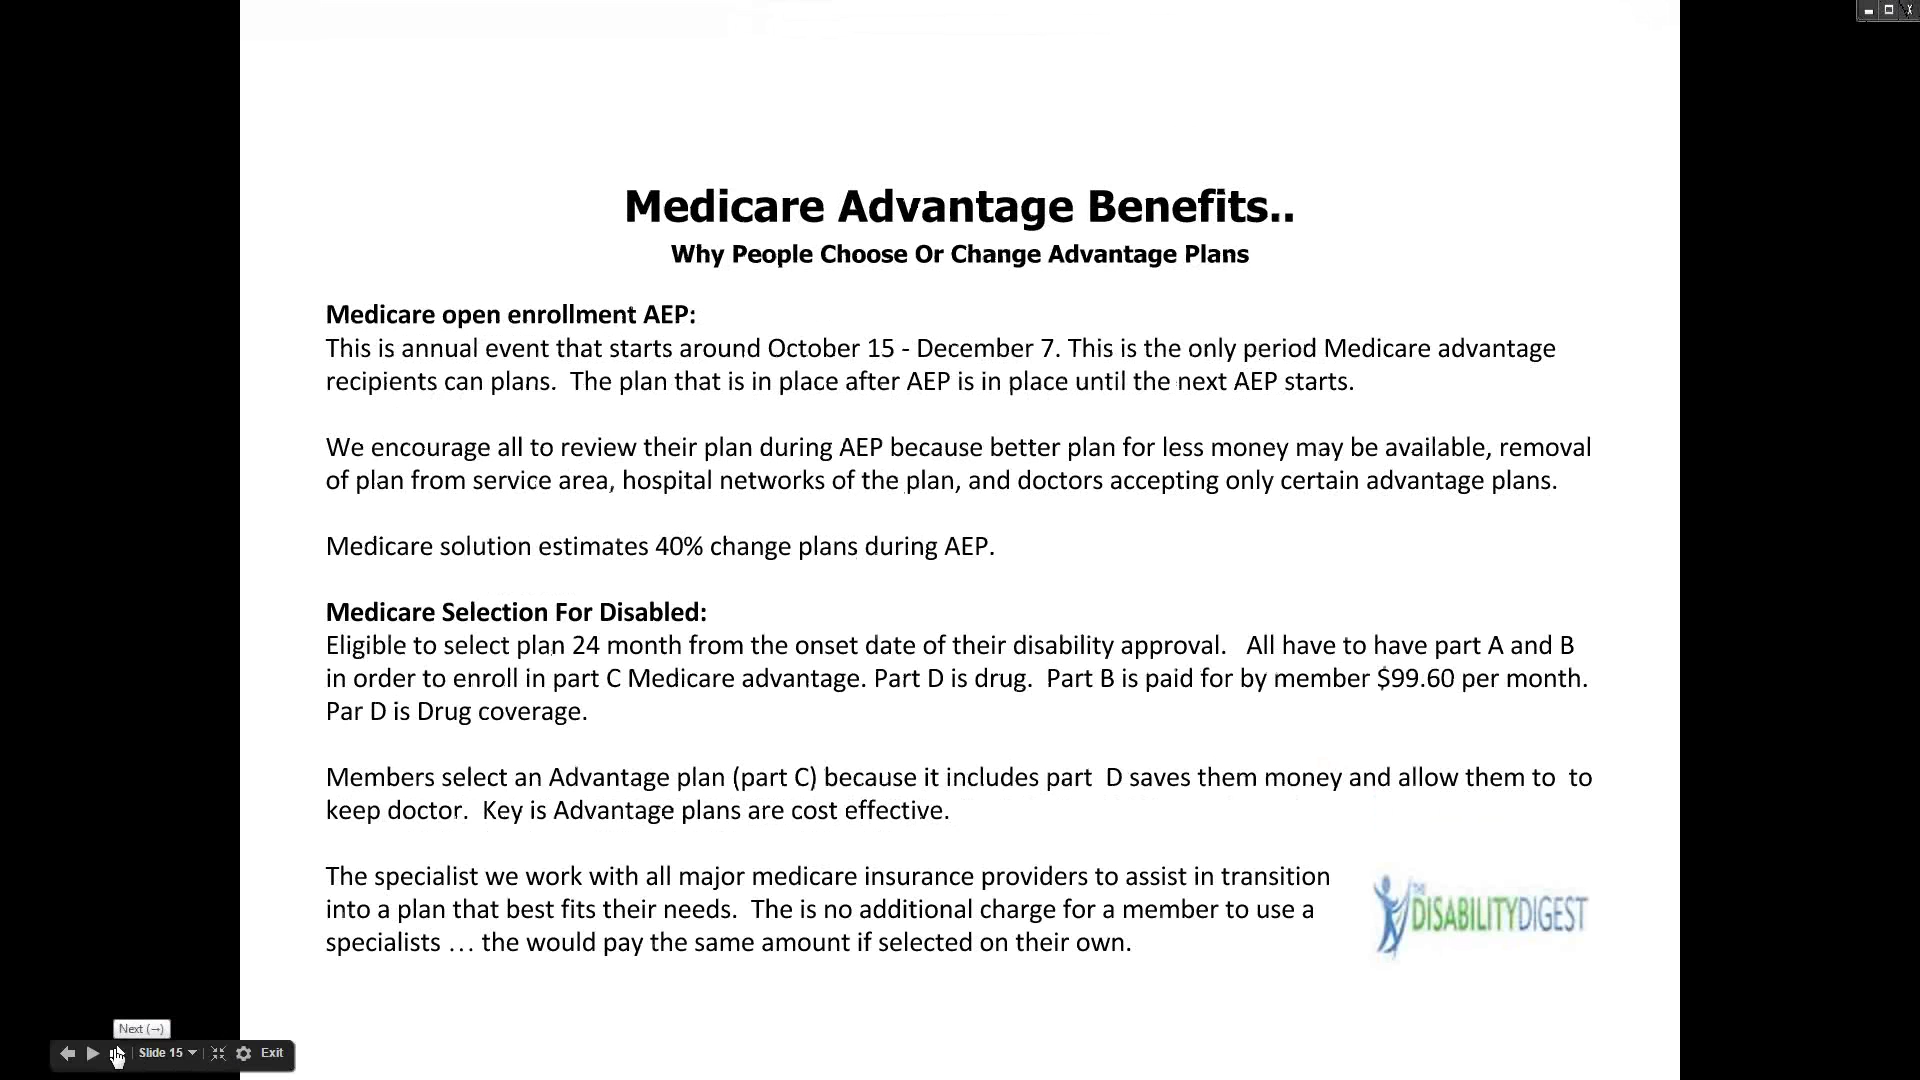 Medicare Advantage Benefits..
Why People Choose Or Change Advantage Plans
Medicare open enrollment AEP:
This is annual event that starts around October 15 - December 7. This is the only period Medicare advantage
recipients can plans.  The plan that is in place after AEP is in place until the next AEP starts.
We encourage all to review their plan during AEP because better plan for less money may be available, removal
of plan from service area, hospital networks of the plan, and doctors accepting only certain advantage plans.
Medicare solution estimates 40% change plans during AEP.
Medicare Selection For Disabled:
Eligible to select plan 24 month from the onset date of their disability approval.   All have to have part A and B
in order to enroll in part C Medicare advantage. Part D is drug.  Part B is paid for by member $99.60 per month.
Par D is Drug coverage.
Members select an Advantage plan (part C) because it includes part  D saves them money and allow them to  to
keep doctor.  Key is Advantage plans are cost effective.
The specialist we work with all major medicare insurance providers to assist in transition
into a plan that best fits their needs.  The is no additional charge for a member to use a
specialists … the would pay the same amount if selected on their own.
THE
DISABILITYDIGEST
Next (→)
Slide 15
Exit